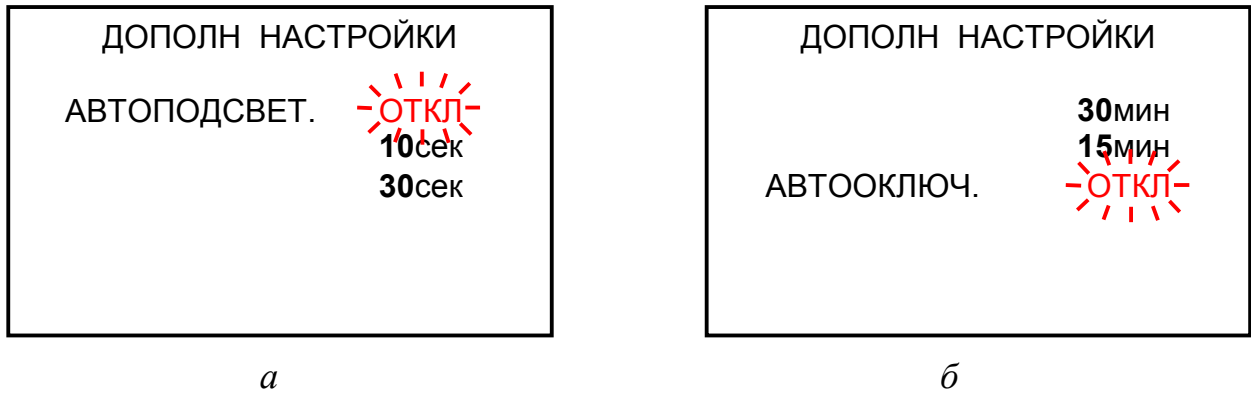 ДОПОЛН НАСТРОЙКИ
АВТОПОДСВЕТ. ОТКЛ
10сек
30сек
а
ДОПОЛН НАСТРОЙКИ
30мин
15мин
АВТООКЛЮЧ. ОТКЛ
б